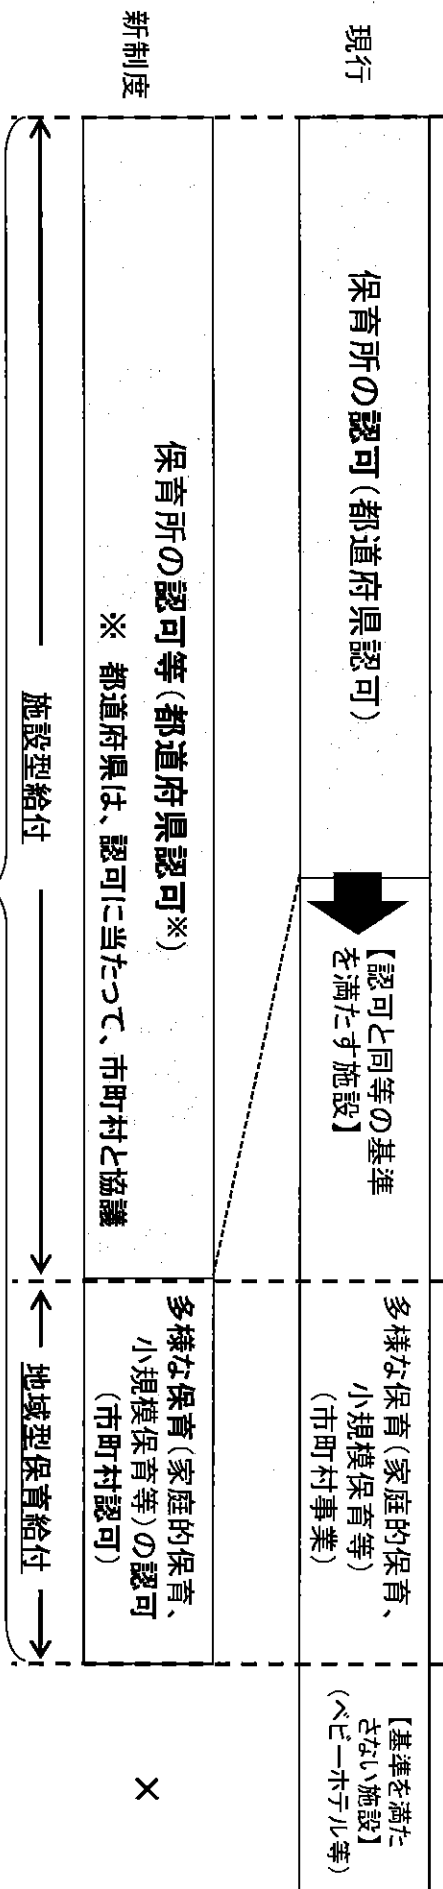 現行
保育所の認可(都道府県認可)
【認可と同等の基準
を満たす施設】
多様な保育(家庭的保育、
小規模保育等)
(市町村事業)
【基準を満た
さない施設】
(ベビーホテル等)
新制度
保育所の認可等(都道府県認可※)
※ 都道府県は、認可に当たって、市町村と協議
多様な保育(家庭的保育、
小規模保育等)の認可
(市町村認可)
×
施設型給付
地域型保育給付